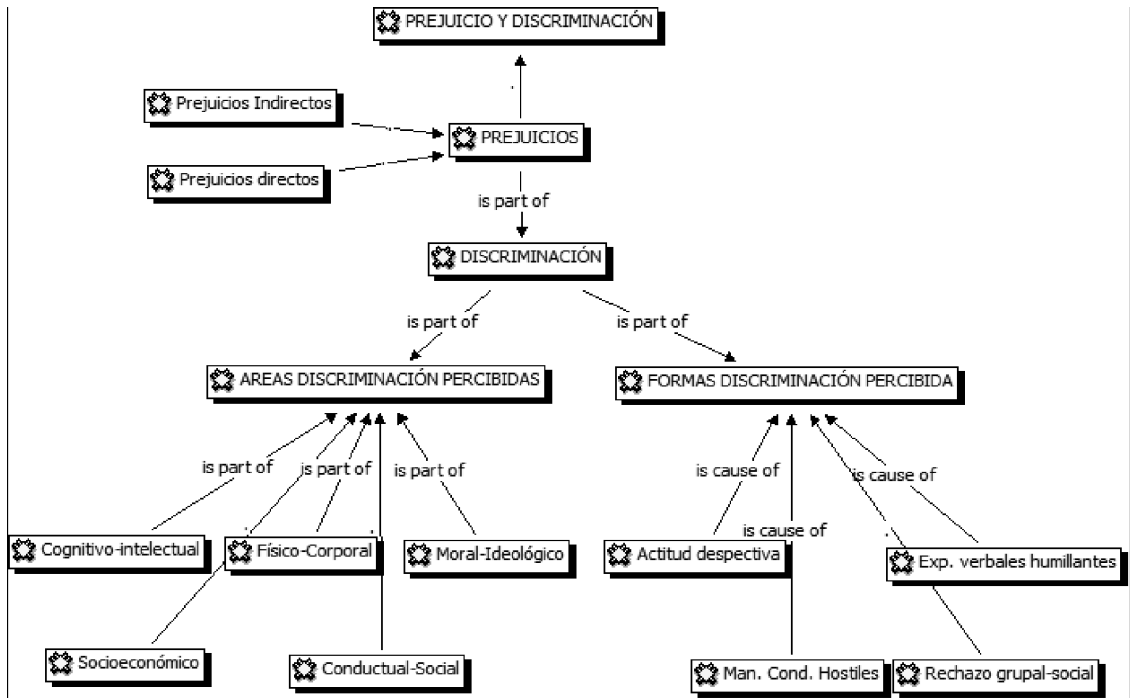 PREJUICIO Y DISCRIMINACIÓN
Prejuicios Indirectos
PREJUICIOS
Prejuicios directos
is part of
DISCRIMINACIÓN
is part of
is part of
AREAS DISCRIMINACIÓN PERCIBIDAS
FORMAS DISCRIMINACIÓN PERCIBIDA
is part of
is part of
is part of
is cause of
is cause of
is cause of
Cognitivo-intelectual
Físico-Corporal
Moral-Ideológico
Actitud despectiva
Exp. verbales humillantes
Socioeconómico
Conductual-Social
Man. Cond. Hostiles
Rechazo grupal-social